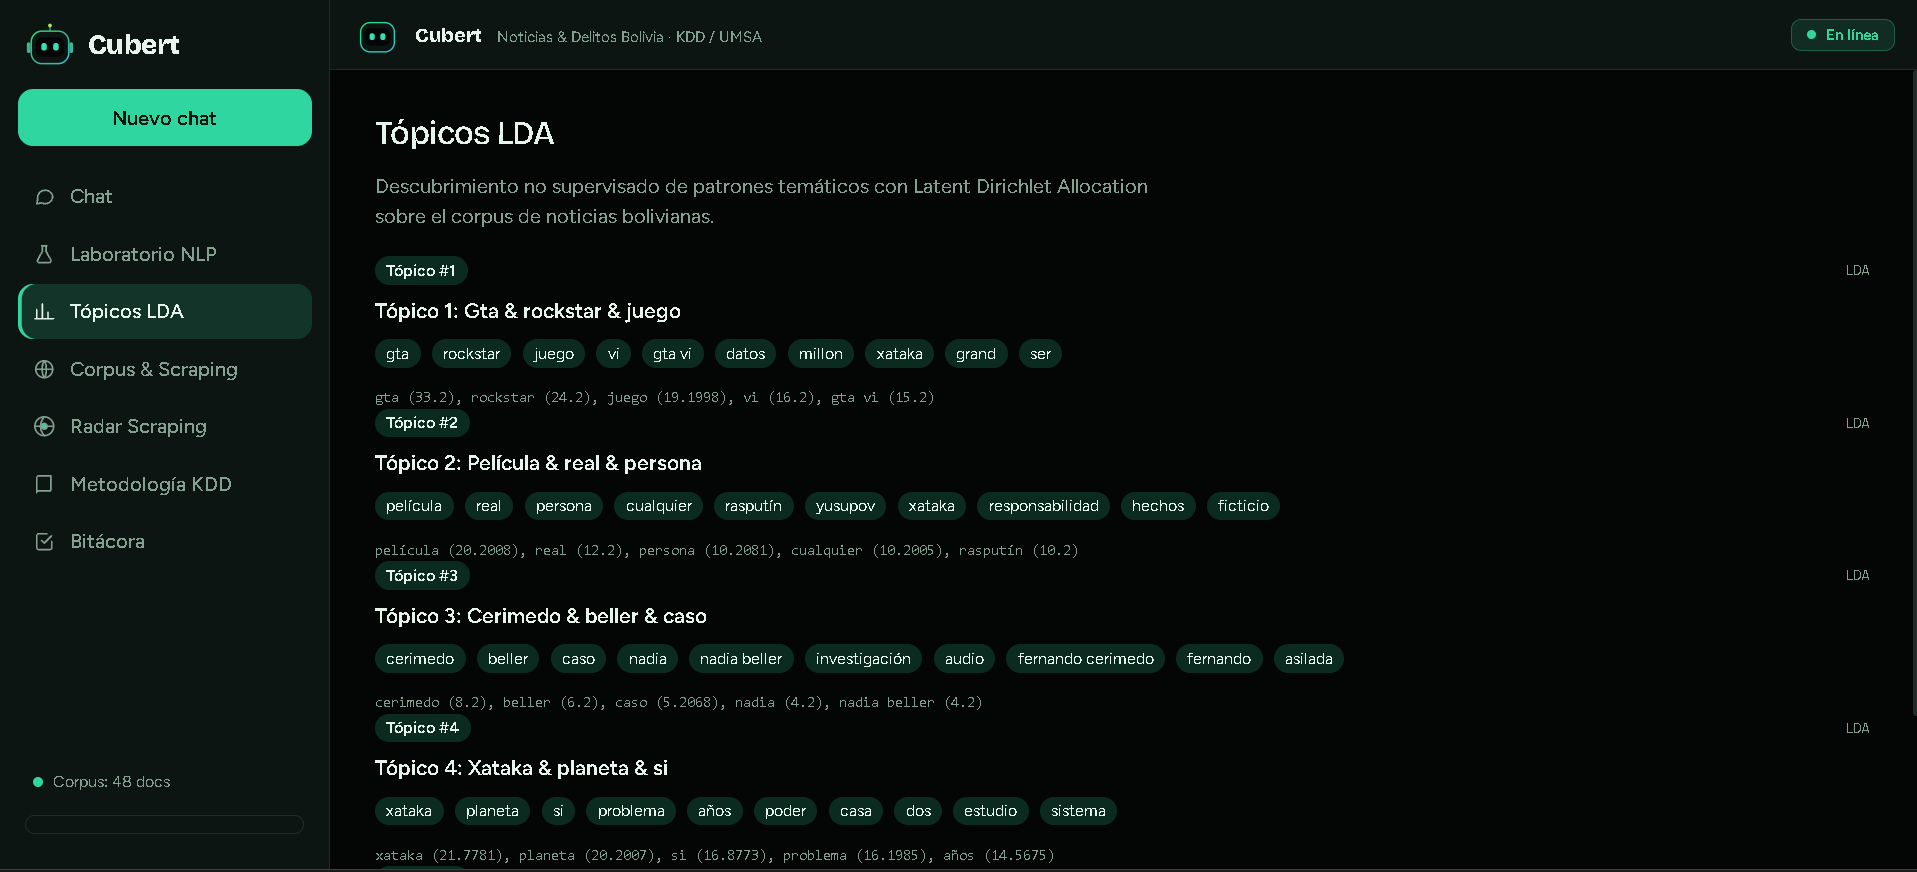 Cubert
Nuevo chat
Chat
Laboratorio NLP
Tópicos LDA
Corpus & Scraping
Radar Scraping
Metodología KDD
Bitácora
Corpus: 48 docs
Cubert Noticias & Delitos Bolivia · KDD / UMSA
En línea
Tópicos LDA
Descubrimiento no supervisado de patrones temáticos con Latent Dirichlet Allocation
sobre el corpus de noticias bolivianas.
Tópico #1 LDA
Tópico 1: Gta & rockstar & juego
gta rockstar juego vi gta vi datos millon xataka grand ser
gta (33.2), rockstar (24.2), juego (19.1998), vi (16.2), gta vi (15.2)
Tópico #2 LDA
Tópico 2: Película & real & persona
película real persona cualquier rasputín yusupov xataka responsabilidad hechos ficticio
película (20.2008), real (12.2), persona (10.2081), cualquier (10.2005), rasputín (10.2)
Tópico #3 LDA
Tópico 3: Cerimedo & beller & caso
cerimedo beller caso nadia nadia beller investigación audio fernando cerimedo fernando asilada
cerimedo (8.2), beller (6.2), caso (5.2068), nadia (4.2), nadia beller (4.2)
Tópico #4 LDA
Tópico 4: Xataka & planeta & si
xataka planeta si problema años poder casa dos estudio sistema
xataka (21.7781), planeta (20.2007), si (16.8773), problema (16.1985), años (14.5675)